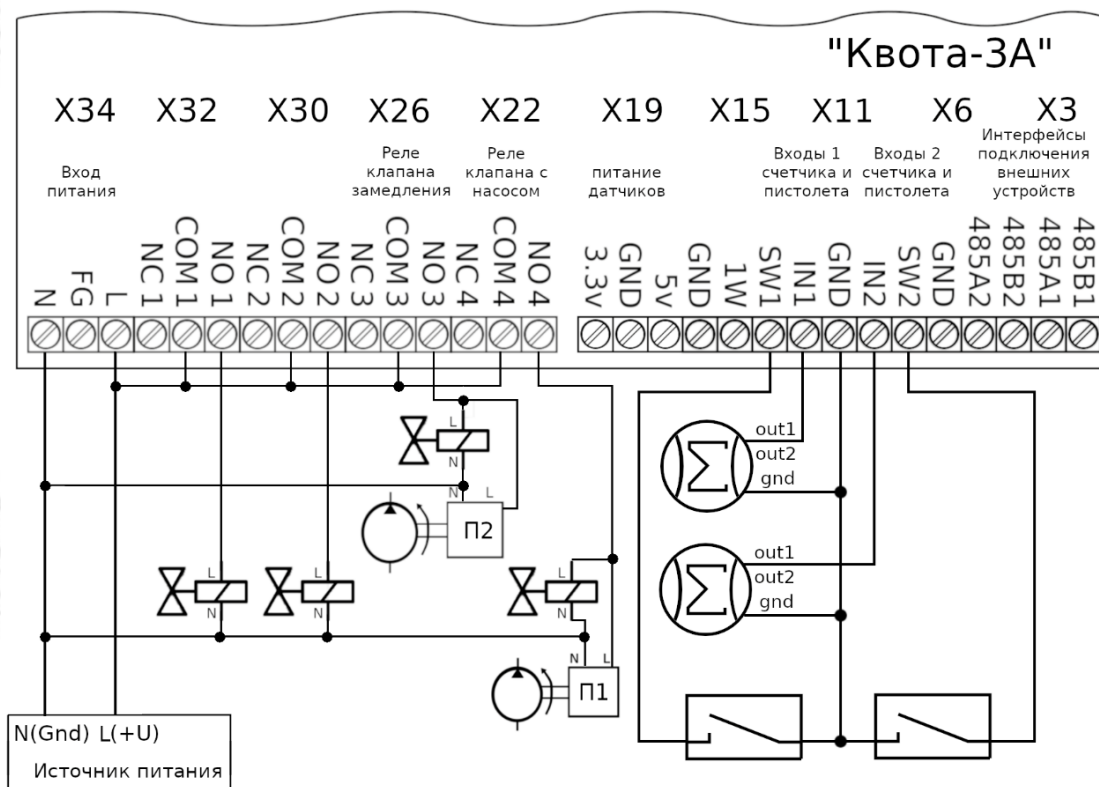 "Квота-3А"
X34 X32 X30 X26 X22 X19 X15 X11 X6 X3
Вход
питания
Реле
клапана
замедления
Реле
клапана с
насосом
питание
датчиков
Входы 1
счетчика и
пистолета
Входы 2
счетчика и
пистолета
Интерфейсы
подключения
внешних
устройств
N
FG
L
NC 1
COM 1
NO 1
NC 2
COM 2
NO 2
NC 3
COM 3
NO 3
NC 4
COM 4
NO 4
3.3v
GND
5v
GND
1W
SW1
IN1
GND
IN2
SW2
GND
485A2
485B2
485A1
485B1
L
N
N L
П2
out1
out2
gnd
out1
out2
gnd
L
N
L
N
L
N
N L
П1
N(Gnd) L(+U)
Источник питания